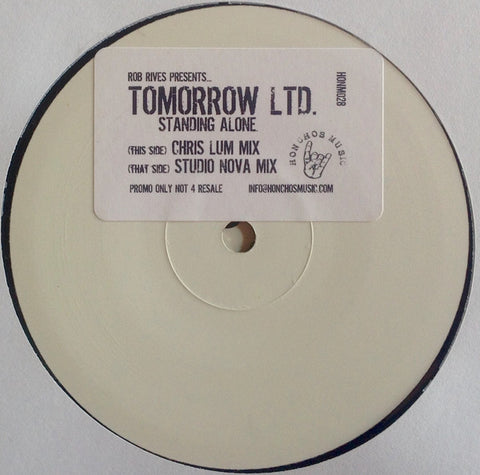 ROB RIVES PRESENTS...
TOMORROW LTD.
STANDING ALONE.
(THIS SIDE) CHRIS LUM MIX
(THAT SIDE) STUDIO NOVA MIX
PROMO ONLY NOT 4 RESALE
INFO@HONCHOSMUSIC.COM
HONCHOS MUSIC
HONM028